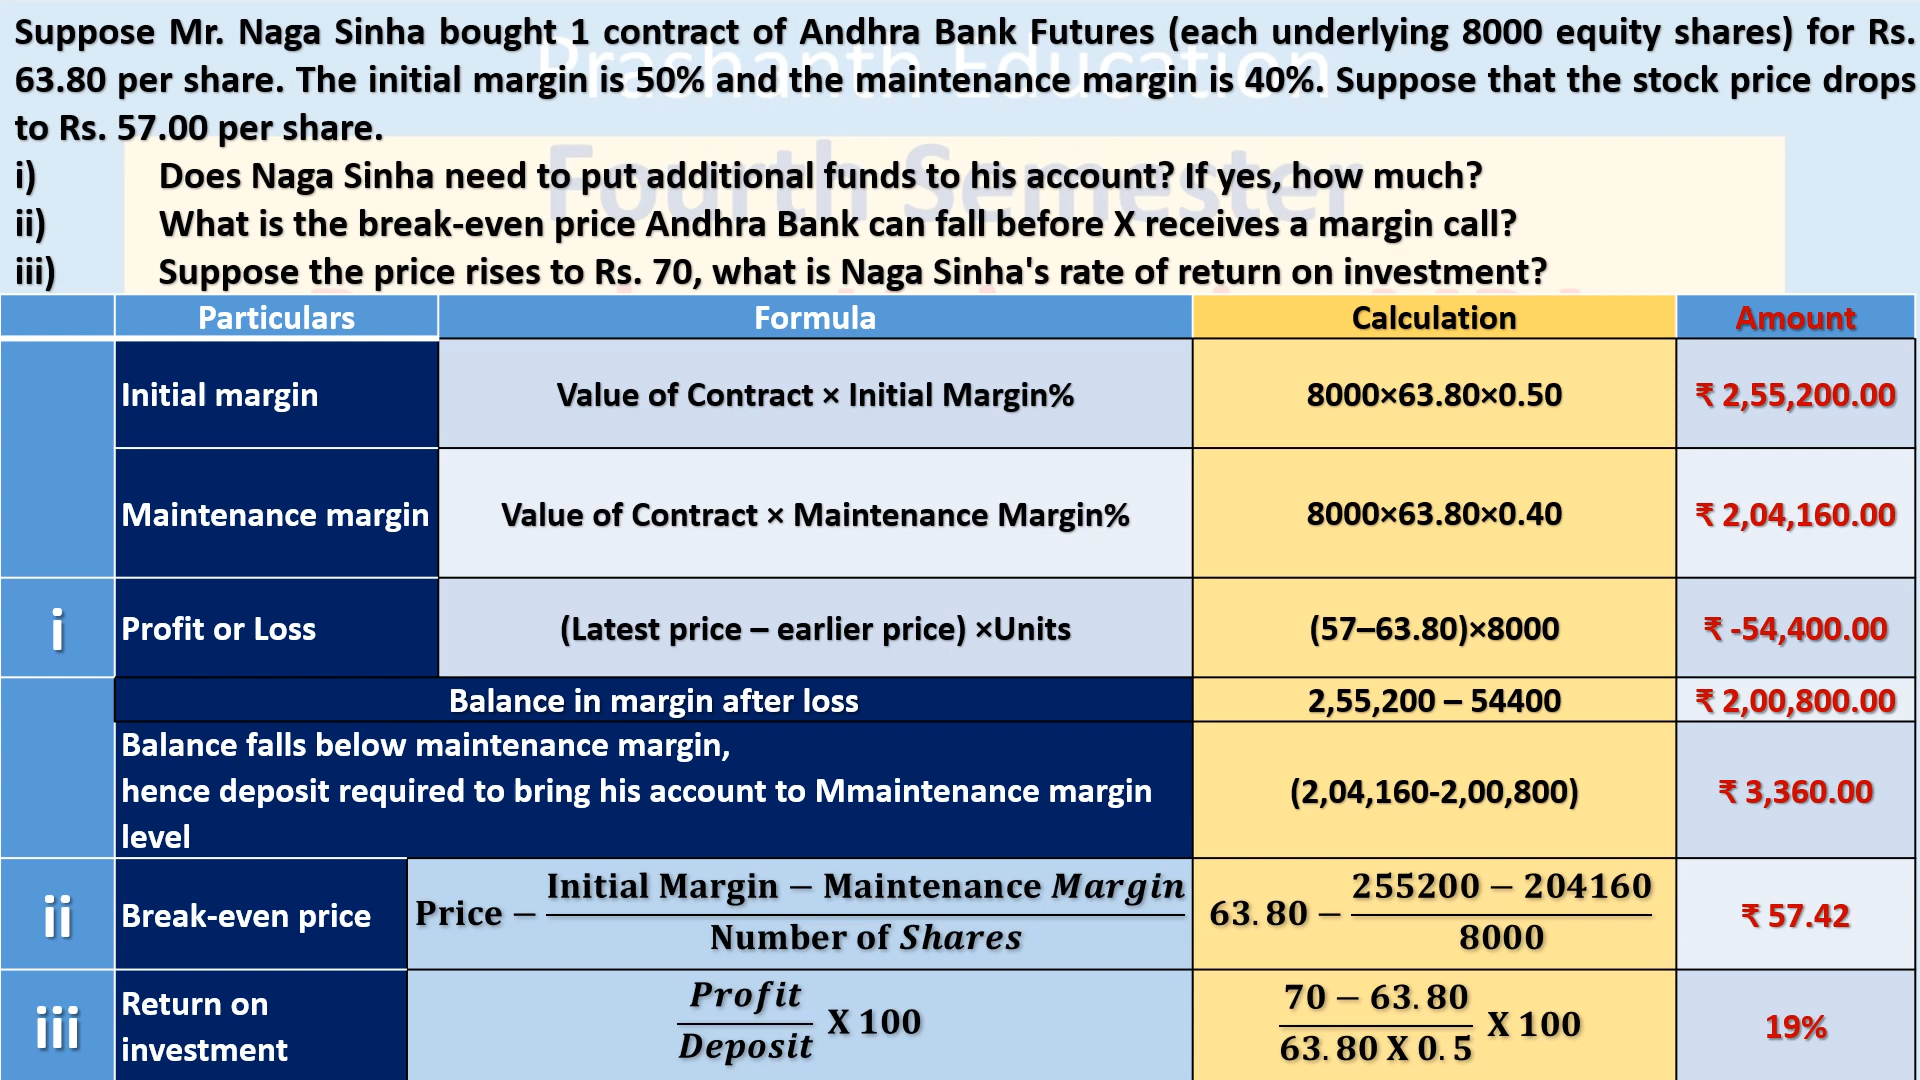 Suppose Mr. Naga Sinha bought 1 contract of Andhra Bank Futures (each underlying 8000 equity shares) for Rs.
63.80 per share. The initial margin is 50% and the maintenance margin is 40%. Suppose that the stock price drops
to Rs. 57.00 per share.
Prashanth Education
Fourth Semester
i) Does Naga Sinha need to put additional funds to his account? If yes, how much?
ii) What is the break-even price Andhra Bank can fall before X receives a margin call?
iii) Suppose the price rises to Rs. 70, what is Naga Sinha's rate of return on investment?
Particulars Formula Calculation Amount
Initial margin Value of Contract × Initial Margin% 8000×63.80×0.50 ₹ 2,55,200.00
Maintenance margin Value of Contract × Maintenance Margin% 8000×63.80×0.40 ₹ 2,04,160.00
i Profit or Loss (Latest price – earlier price) ×Units (57–63.80)×8000 ₹ -54,400.00
Balance in margin after loss 2,55,200 – 54400 ₹ 2,00,800.00
Balance falls below maintenance margin,
hence deposit required to bring his account to Mmaintenance margin
level
(2,04,160-2,00,800) ₹ 3,360.00
ii Break-even price
Initial Margin − Maintenance Margin
Price −
Number of Shares
255200 − 204160
63.80 −
8000
₹ 57.42
iii Return on
investment
Profit
X 100
Deposit
70 − 63.80
X 100
63.80 X 0.5
19%